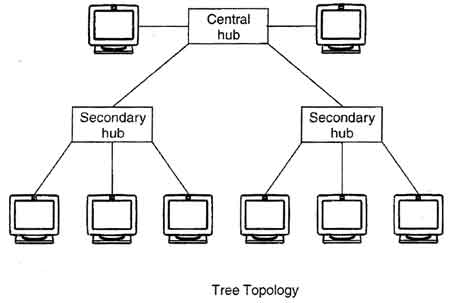 Central
hub
Secondary
hub
Secondary
hub
Tree Topology